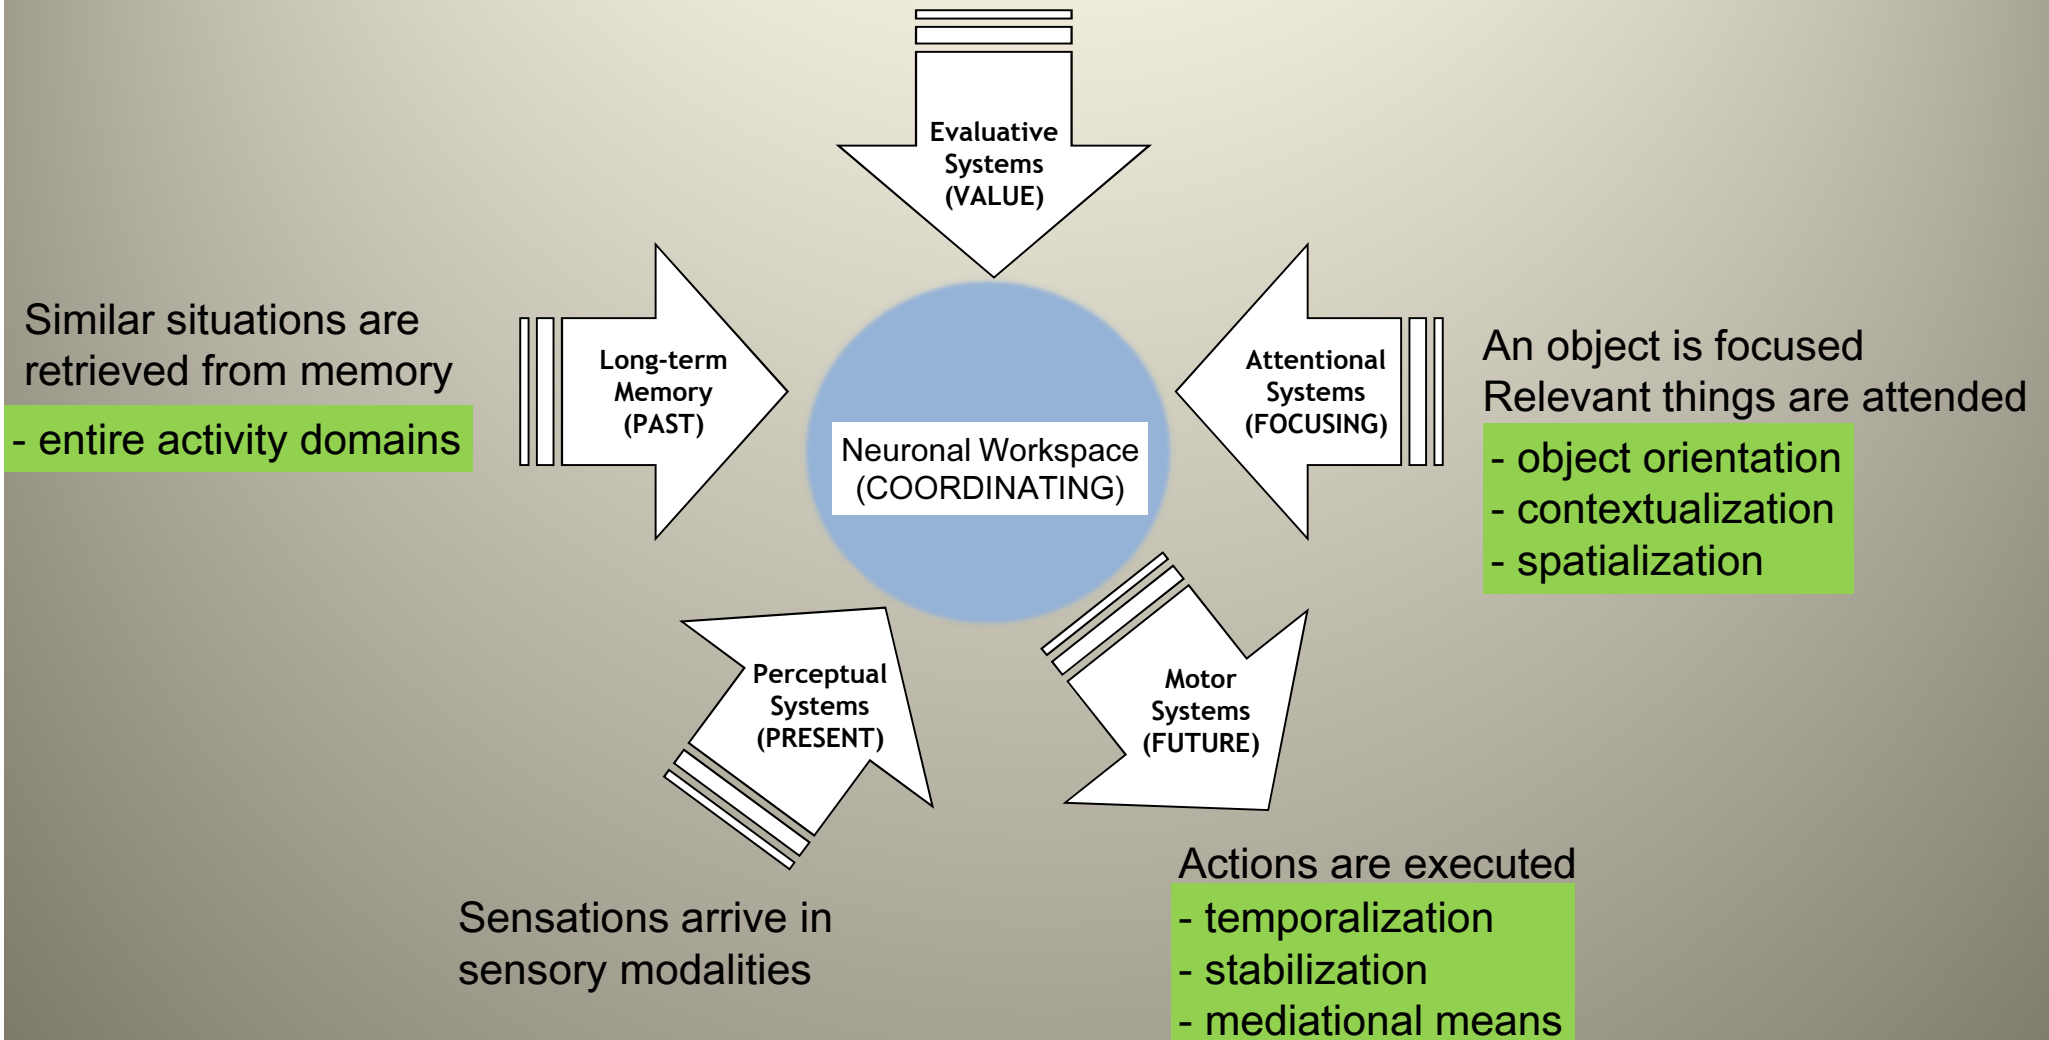 Evaluative
Systems
(VALUE)
Similar situations are
retrieved from memory
- entire activity domains
Long-term
Memory
(PAST)
Neuronal Workspace
(COORDINATING)
Attentional
Systems
(FOCUSING)
An object is focused
Relevant things are attended
- object orientation
- contextualization
- spatialization
Perceptual
Systems
(PRESENT)
Motor
Systems
(FUTURE)
Sensations arrive in
sensory modalities
Actions are executed
- temporalization
- stabilization
- mediational means